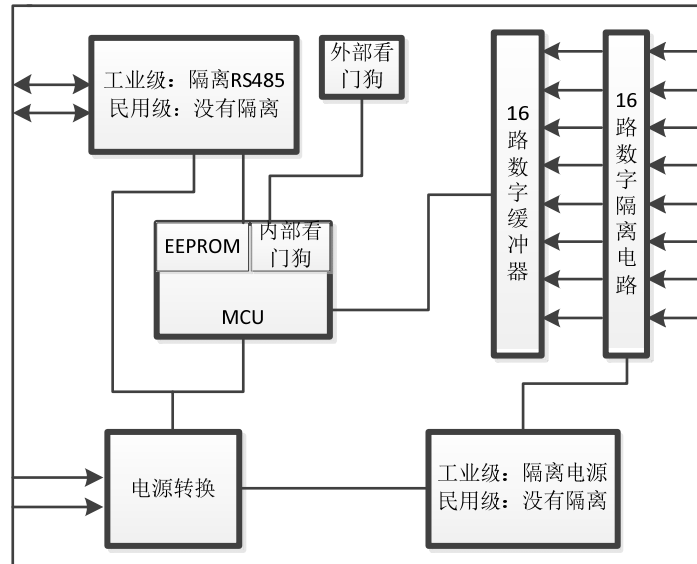 工业级：隔离RS485
民用级：没有隔离
外部看
门狗
16
路
数
字
缓
冲
器
16
路
数
字
隔
离
电
路
EEPROM
内部看
门狗
MCU
电源转换
工业级：隔离电源
民用级：没有隔离